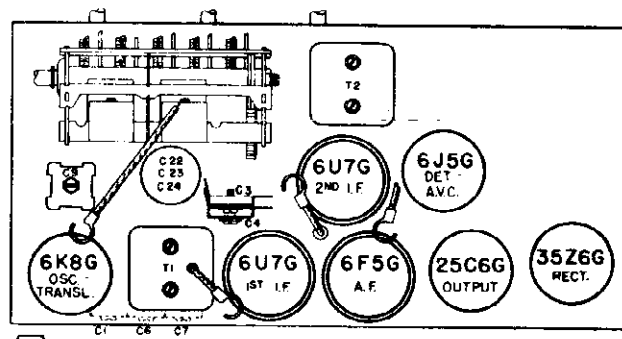 T2
C9
C22
C23
C24
C3
C4
6U7G
2ND I.F.
6J5G
DET
A.V.C.
6K8G
OSC.
TRANSL.
T1
6U7G
1ST I.F.
6F5G
A.F.
25C6G
OUTPUT
35Z6G
RECT.
C1 C6 C7